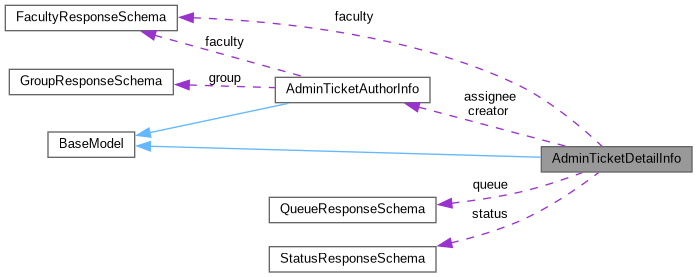 FacultyResponseSchema
faculty
faculty
GroupResponseSchema
group
AdminTicketAuthorInfo
assignee
creator
BaseModel
AdminTicketDetailInfo
queue
QueueResponseSchema
status
StatusResponseSchema